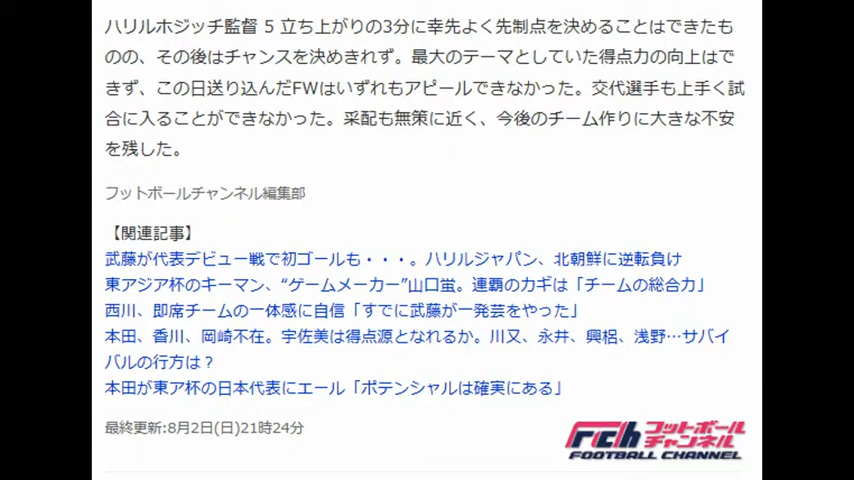 ハリルホジッチ監督 5 立ち上がりの3分に幸先よく先制点を決めることはできたも
のの、その後はチャンスを決めきれず。最大のテーマとしていた得点力の向上はで
きず、この日送り込んだFWはいずれもアピールできなかった。交代選手も上手く試
合に入ることができなかった。采配も無策に近く、今後のチーム作りに大きな不安
を残した。
フットボールチャンネル編集部
【関連記事】
武藤が代表デビュー戦で初ゴールも・・・。ハリルジャパン、北朝鮮に逆転負け
東アジア杯のキーマン、“ゲームメーカー”山口蛍。連覇のカギは「チームの総合力」
西川、即席チームの一体感に自信「すでに武藤が一発芸をやった」
本田、香川、岡崎不在。宇佐美は得点源となれるか。川又、永井、興梠、浅野…サバイ
バルの行方は？
本田が東ア杯の日本代表にエール「ポテンシャルは確実にある」
最終更新:8月2日(日)21時24分
fch フットボール
チャンネル
FOOTBALL CHANNEL